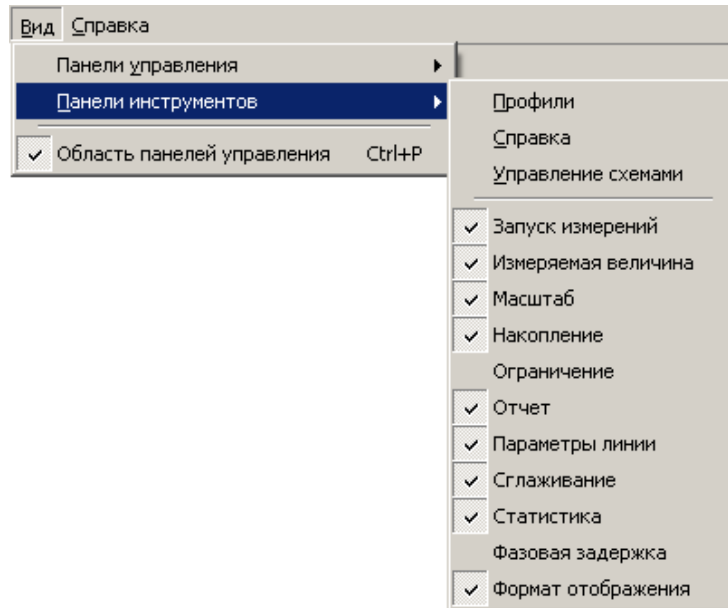 Вид Справка
Панели управления
Панели инструментов
Область панелей управления Ctrl+P
Профили
Справка
Управление схемами
Запуск измерений
Измеряемая величина
Масштаб
Накопление
Ограничение
Отчет
Параметры линии
Сглаживание
Статистика
Фазовая задержка
Формат отображения